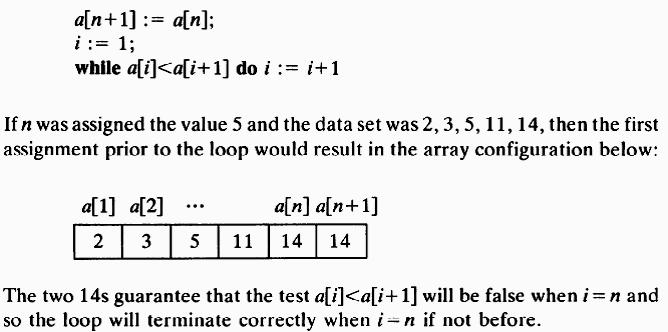 a[n+1] := a[n];
i := 1;
while a[i]<a[i+1] do i := i+1
If n was assigned the value 5 and the data set was 2, 3, 5, 11, 14, then the first
assignment prior to the loop would result in the array configuration below:
a[1] a[2] ··· a[n] a[n+1]
2 3 5 11 14 14
The two 14s guarantee that the test a[i]<a[i+1] will be false when i=n and
so the loop will terminate correctly when i=n if not before.